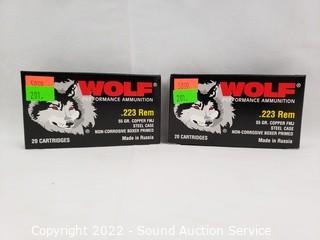 WOLF
PERFORMANCE AMMUNITION
.223 Rem
55 GR. COPPER FMJ
STEEL CASE
NON-CORROSIVE BOXER PRIMED
20 CARTRIDGES
Made in Russia
WOLF
PERFORMANCE AMMUNITION
.223 Rem
55 GR. COPPER FMJ
STEEL CASE
NON-CORROSIVE BOXER PRIMED
20 CARTRIDGES
Made in Russia
Copyright 2022 - Sound Auction Service